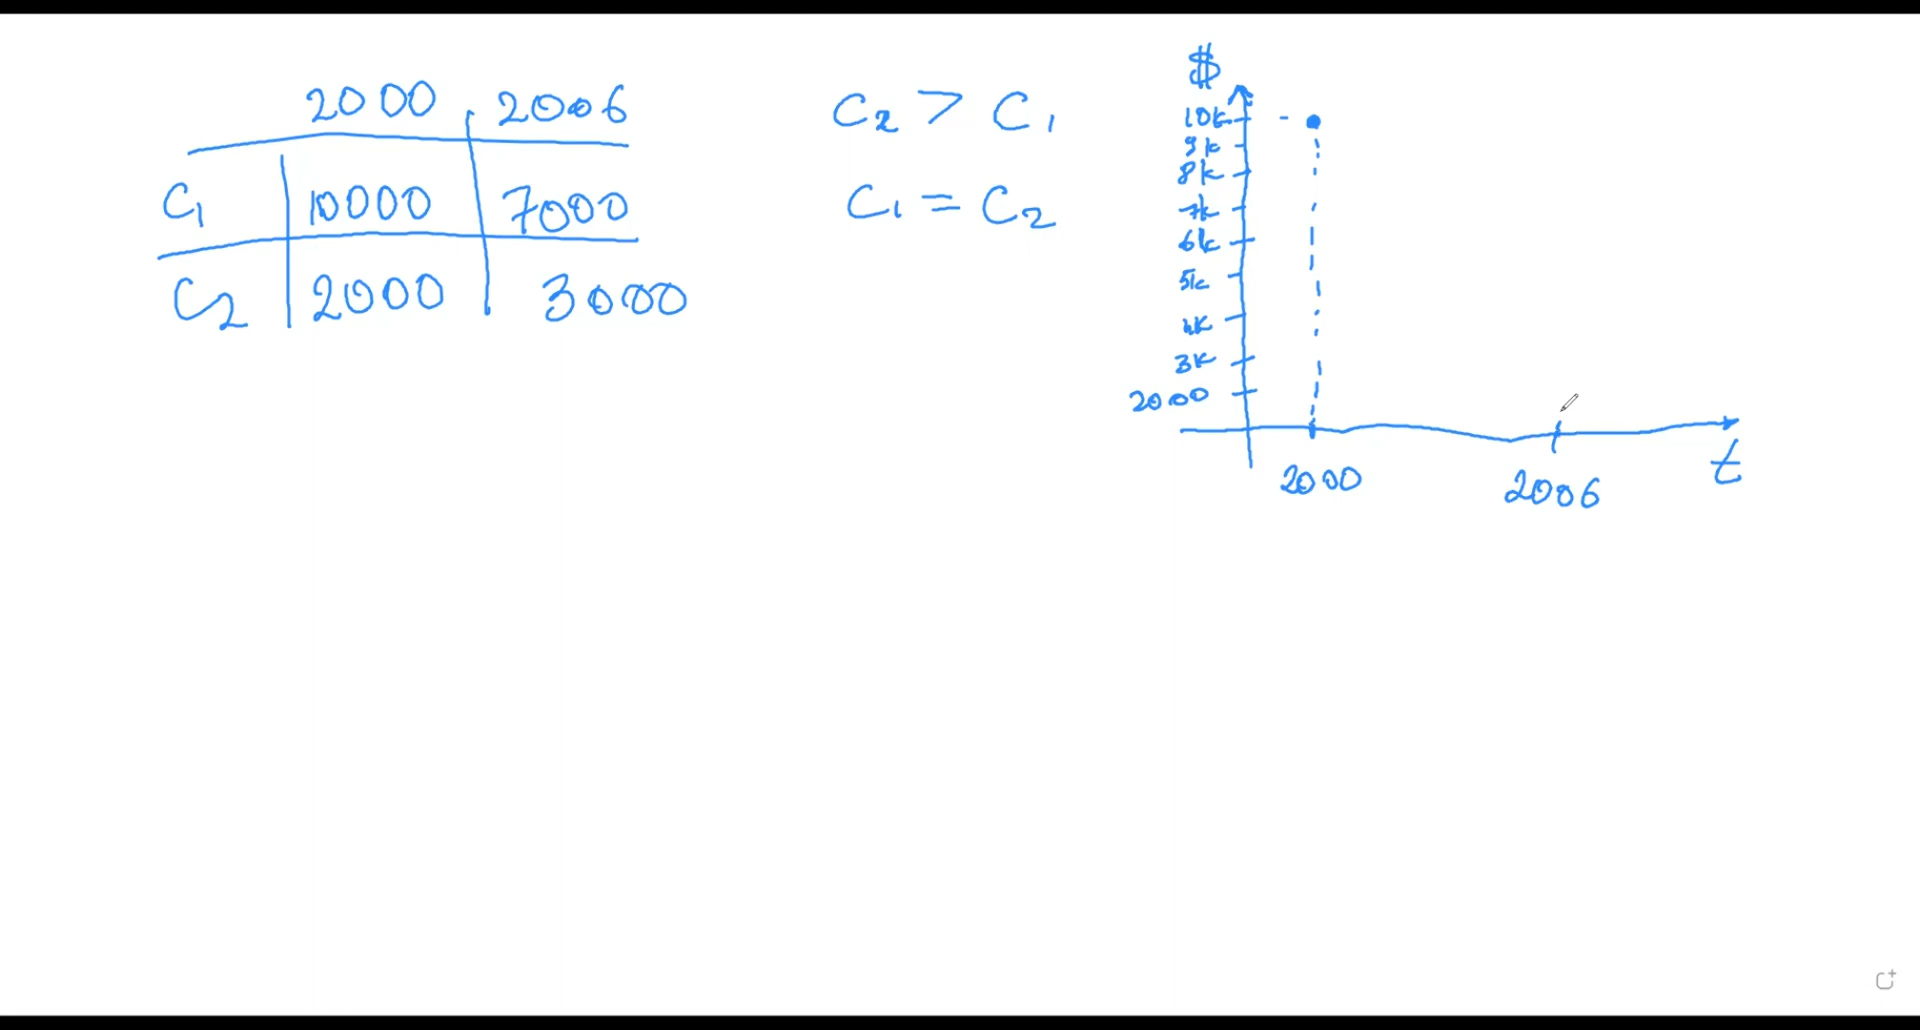 2000 2006
C1 10000 7000
C2 2000 3000
C2 > C1
C1 = C2
$
10k
9k
8k
7k
6k
5k
4k
3k
2000
2000 2006
t